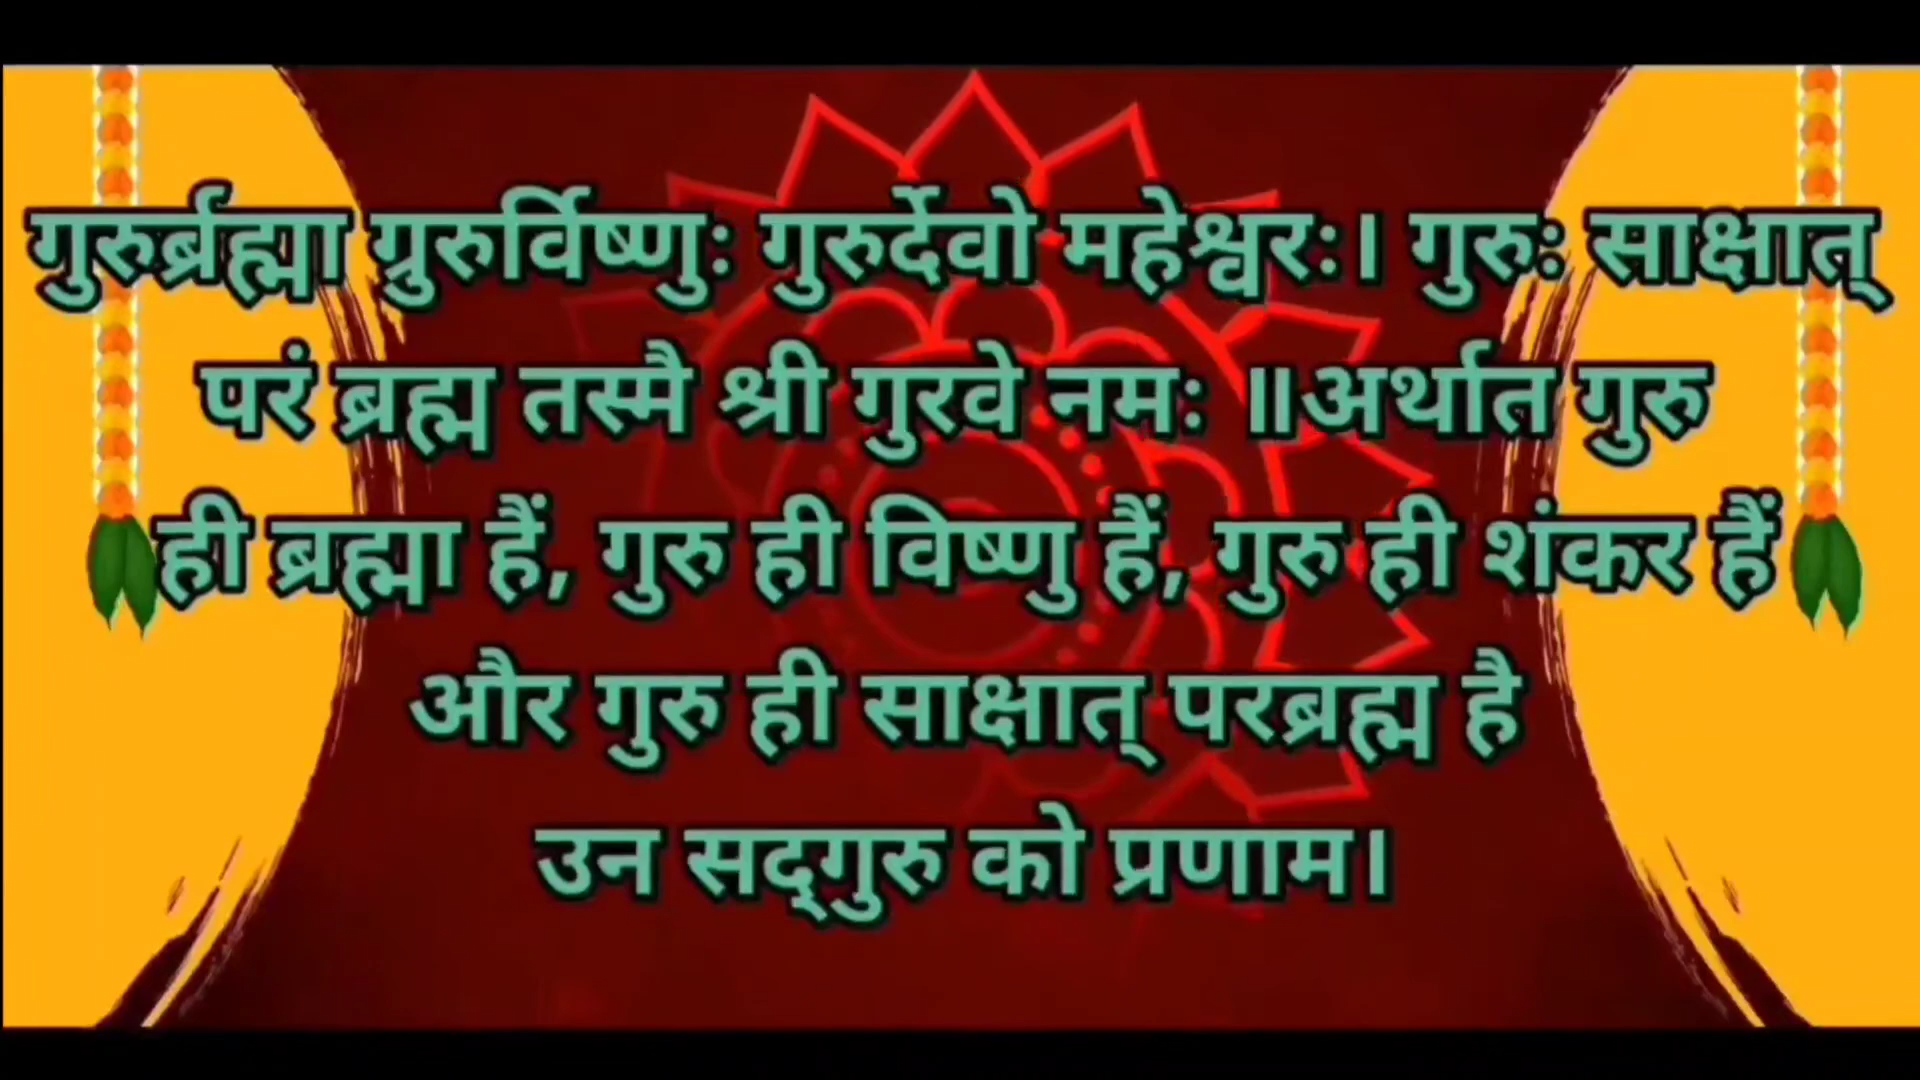 गुरुर्ब्रह्मा ग्रुरुर्विष्णुः गुरुर्देवो महेश्वरः। गुरुः साक्षात्
परं ब्रह्म तस्मै श्री गुरवे नमः ॥अर्थात गुरु
ही ब्रह्मा हैं, गुरु ही विष्णु हैं, गुरु ही शंकर हैं
और गुरु ही साक्षात् परब्रह्म है
उन सद्‌गुरु को प्रणाम।